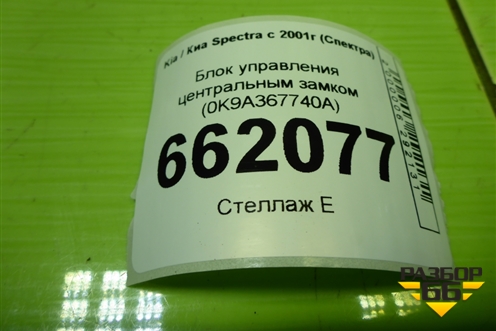 Kia / Киа Spectra с 2001г (Спектра)
Блок управления
центральным замком
(0K9A367740A)
662077
Стеллаж Е
РАЗБОР
66